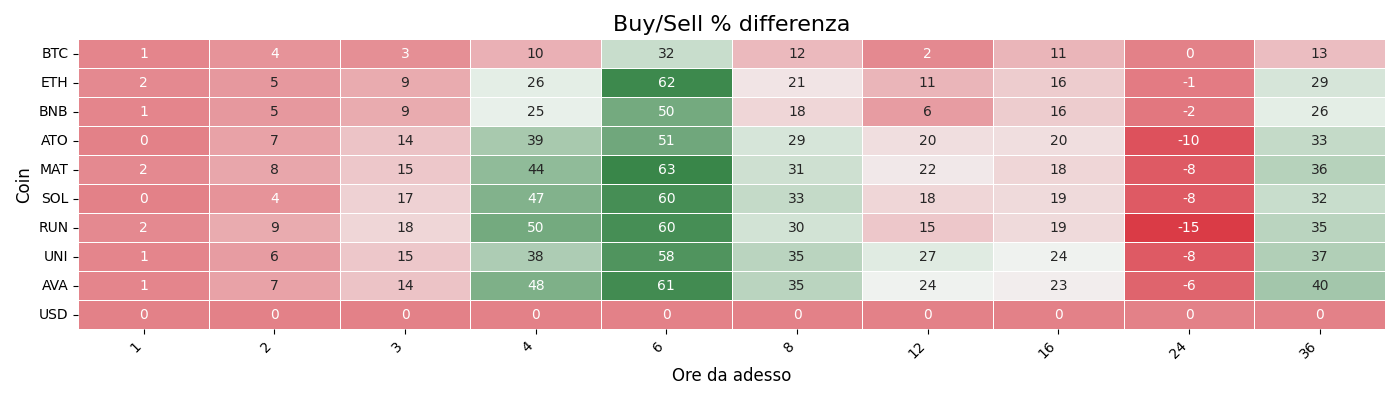 Buy/Sell % differenza
Coin
BTC 1 4 3 10 32 12 2 11 0 13
ETH 2 5 9 26 62 21 11 16 -1 29
BNB 1 5 9 25 50 18 6 16 -2 26
ATO 0 7 14 39 51 29 20 20 -10 33
MAT 2 8 15 44 63 31 22 18 -8 36
SOL 0 4 17 47 60 33 18 19 -8 32
RUN 2 9 18 50 60 30 15 19 -15 35
UNI 1 6 15 38 58 35 27 24 -8 37
AVA 1 7 14 48 61 35 24 23 -6 40
USD 0 0 0 0 0 0 0 0 0 0
1 2 3 4 6 8 12 16 24 36
Ore da adesso